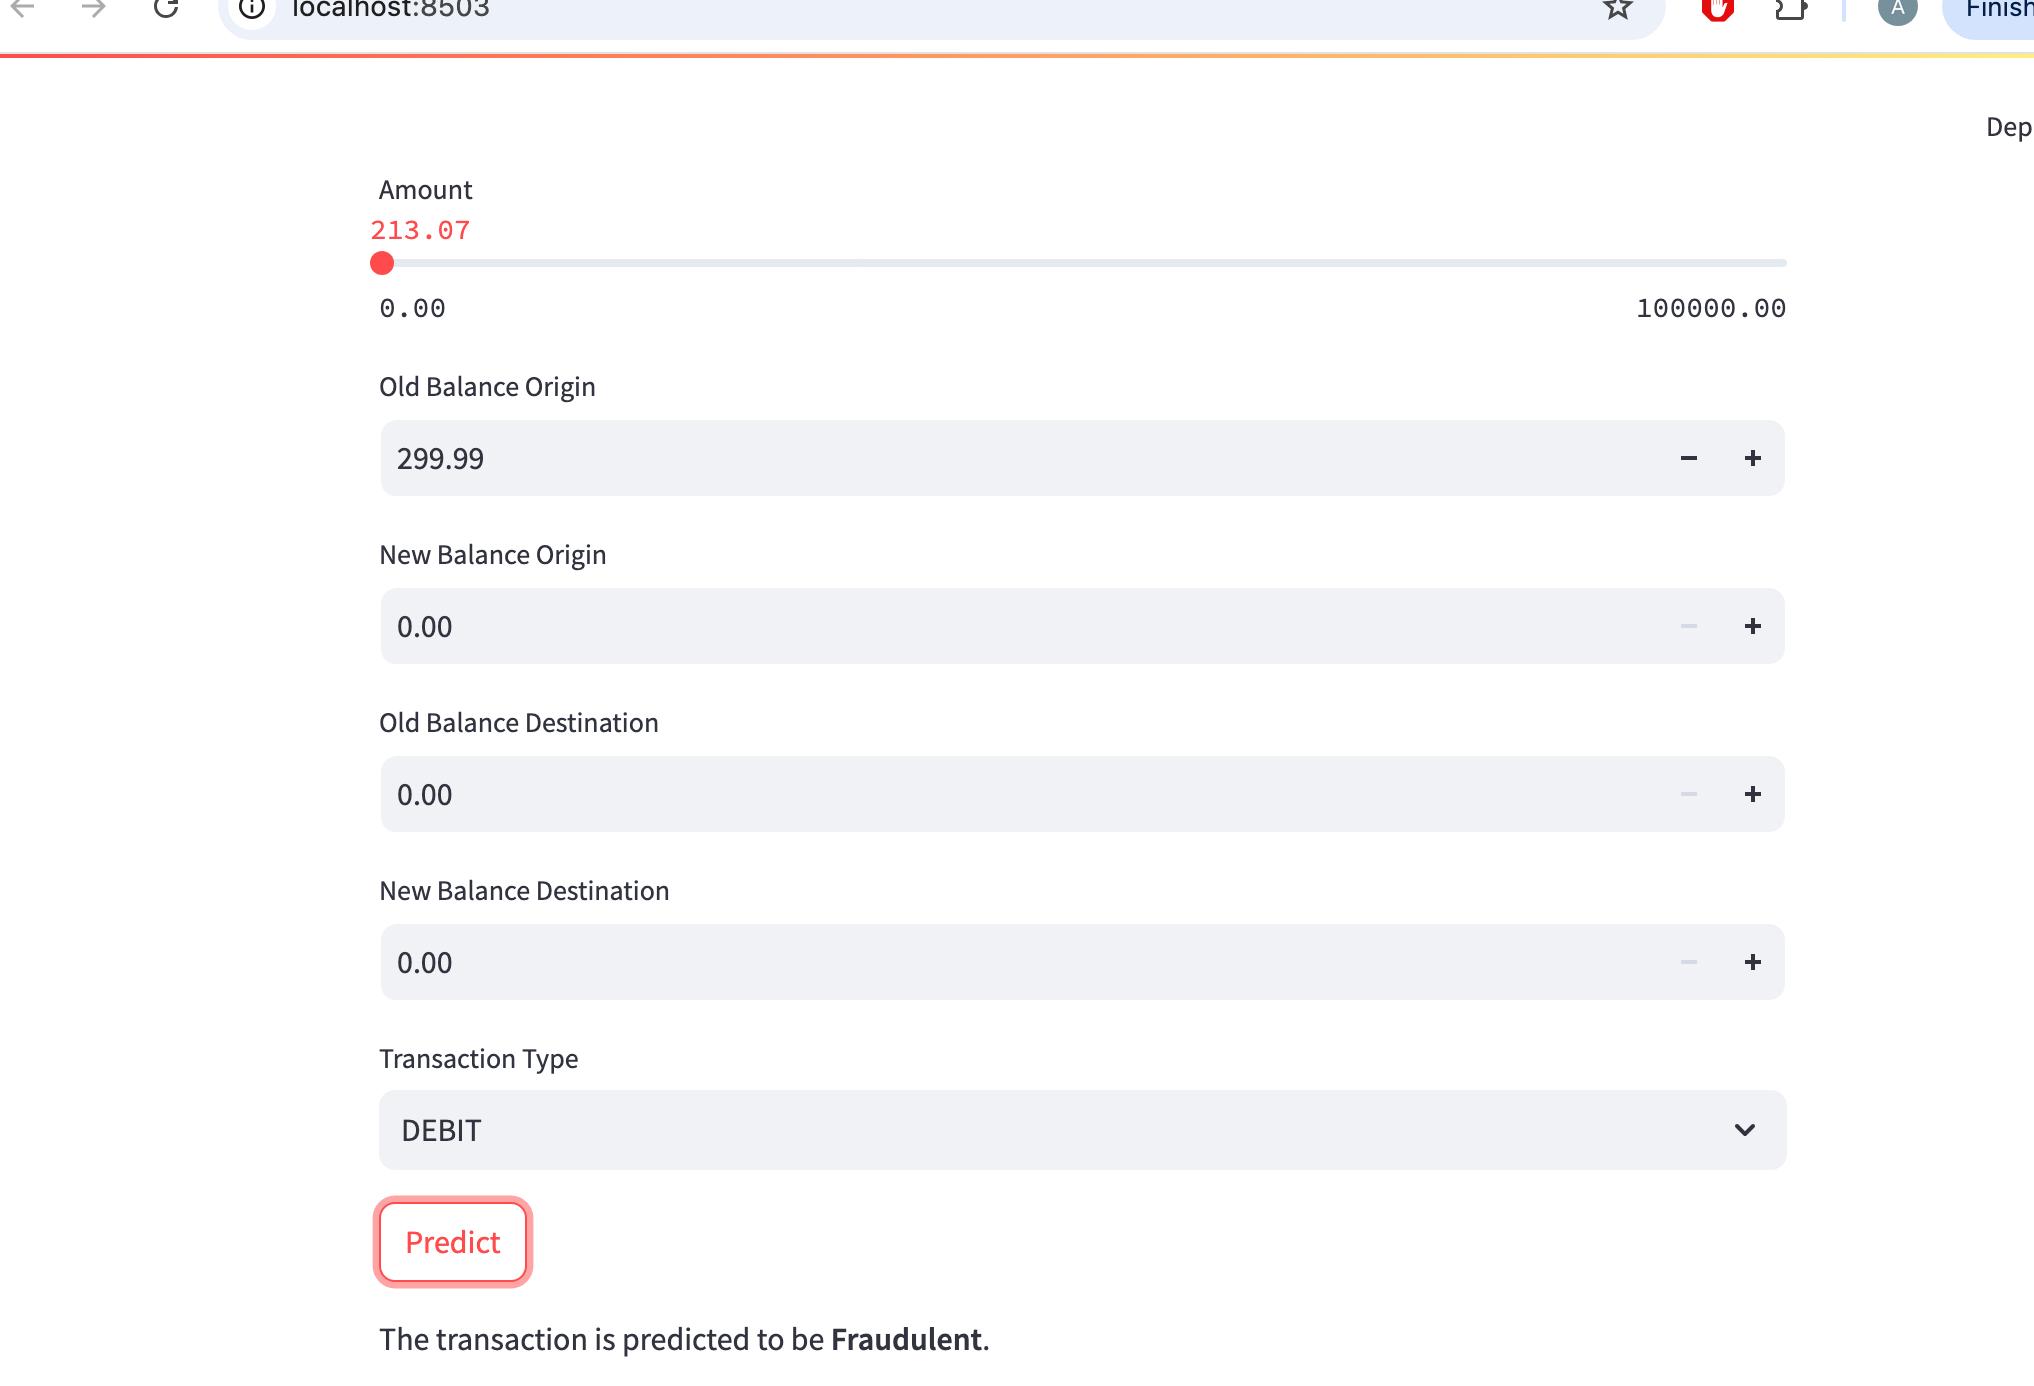 localhost:8503
A
Finish
Dep
Amount
213.07
0.00 100000.00
Old Balance Origin
299.99
New Balance Origin
0.00
Old Balance Destination
0.00
New Balance Destination
0.00
Transaction Type
DEBIT
Predict
The transaction is predicted to be Fraudulent.